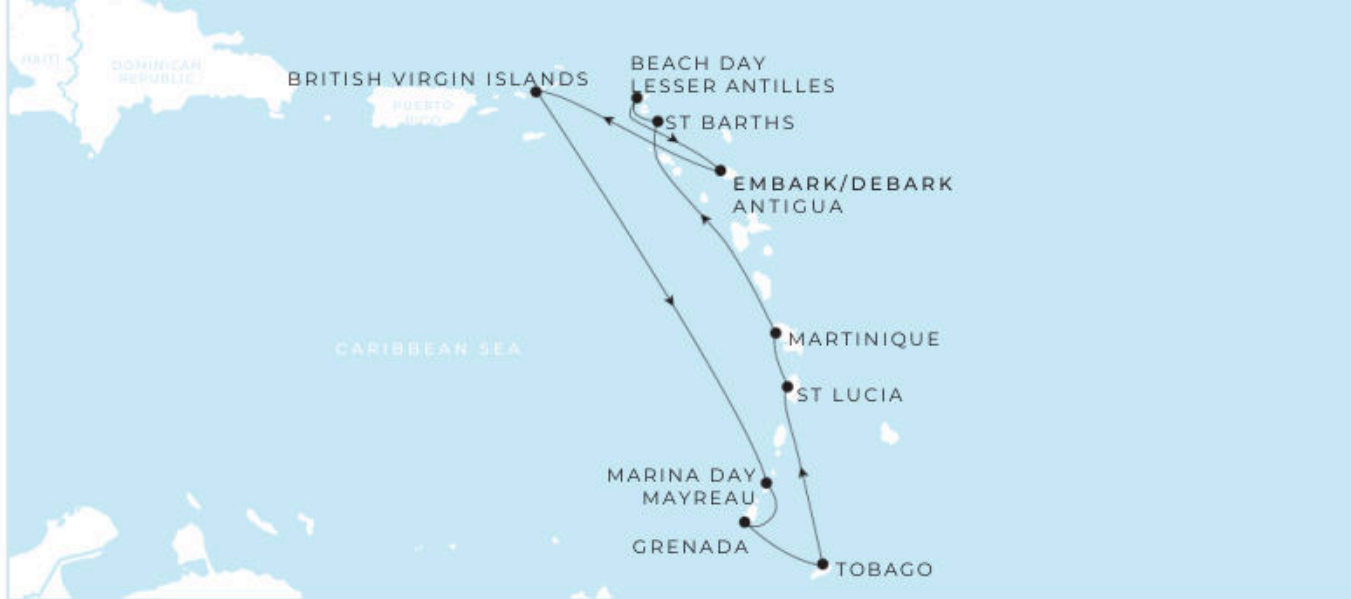 HAITI
DOMINICAN
REPUBLIC
PUERTO
RICO
BRITISH VIRGIN ISLANDS
BEACH DAY
LESSER ANTILLES
ST BARTHS
EMBARK/DEBARK
ANTIGUA
CARIBBEAN SEA
MARTINIQUE
ST LUCIA
MARINA DAY
MAYREAU
GRENADA
TOBAGO